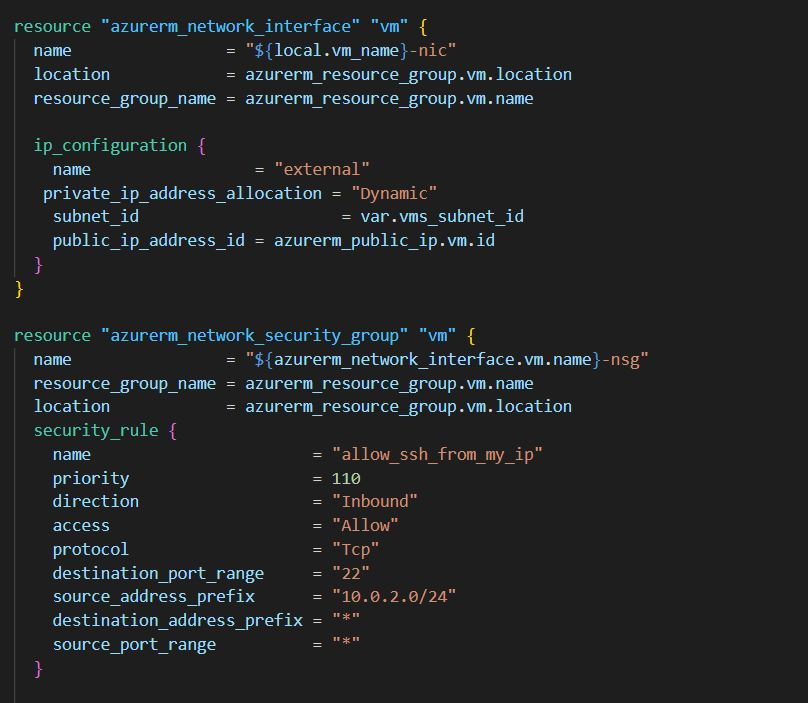 resource "azurerm_network_interface" "vm" {
  name                = "${local.vm_name}-nic"
  location            = azurerm_resource_group.vm.location
  resource_group_name = azurerm_resource_group.vm.name

  ip_configuration {
    name                 = "external"
   private_ip_address_allocation = "Dynamic"
    subnet_id                     = var.vms_subnet_id
    public_ip_address_id = azurerm_public_ip.vm.id
  }
}

resource "azurerm_network_security_group" "vm" {
  name                = "${azurerm_network_interface.vm.name}-nsg"
  resource_group_name = azurerm_resource_group.vm.name
  location            = azurerm_resource_group.vm.location
  security_rule {
    name                       = "allow_ssh_from_my_ip"
    priority                   = 110
    direction                  = "Inbound"
    access                     = "Allow"
    protocol                   = "Tcp"
    destination_port_range     = "22"
    source_address_prefix      = "10.0.2.0/24"
    destination_address_prefix = "*"
    source_port_range          = "*"
  }